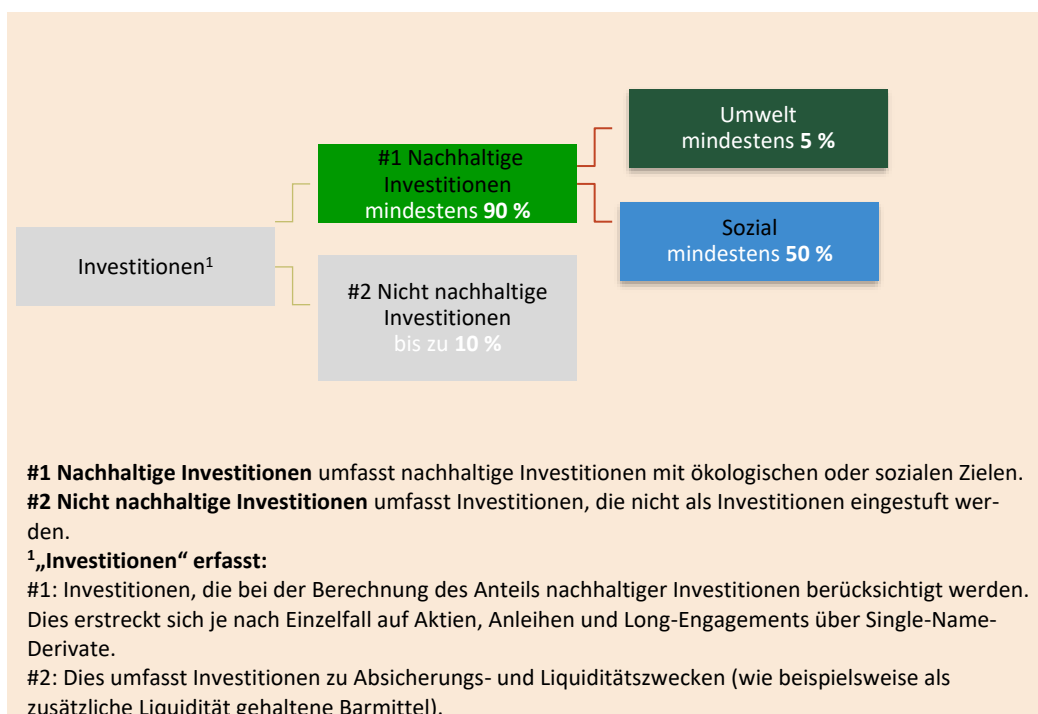 Umwelt
mindestens 5 %
#1 Nachhaltige
Investitionen
mindestens 90 %
Sozial
mindestens 50 %
Investitionen¹
#2 Nicht nachhaltige
Investitionen
bis zu 10 %
#1 Nachhaltige Investitionen umfasst nachhaltige Investitionen mit ökologischen oder sozialen Zielen.
#2 Nicht nachhaltige Investitionen umfasst Investitionen, die nicht als Investitionen eingestuft wer-
den.
¹„Investitionen“ erfasst:
#1: Investitionen, die bei der Berechnung des Anteils nachhaltiger Investitionen berücksichtigt werden.
Dies erstreckt sich je nach Einzelfall auf Aktien, Anleihen und Long-Engagements über Single-Name-
Derivate.
#2: Dies umfasst Investitionen zu Absicherungs- und Liquiditätszwecken (wie beispielsweise als
zusätzliche Liquidität gehaltene Barmittel).